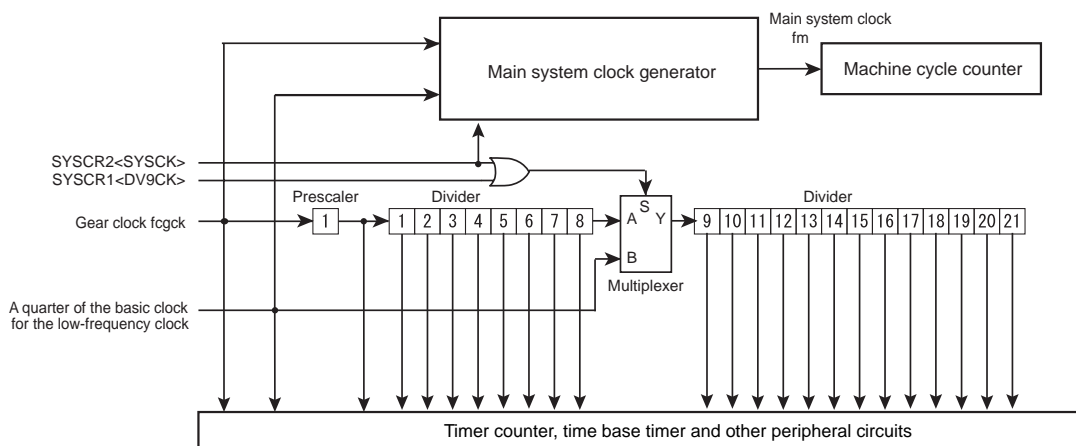 Main system clock
fm
Main system clock generator
Machine cycle counter
SYSCR2<SYSCK>
SYSCR1<DV9CK>
Prescaler
Divider
S
Divider
Gear clock fcgck
1
1 2 3 4 5 6 7 8
A
Y
9 10 11 12 13 14 15 16 17 18 19 20 21
B
Multiplexer
A quarter of the basic clock
for the low-frequency clock
Timer counter, time base timer and other peripheral circuits